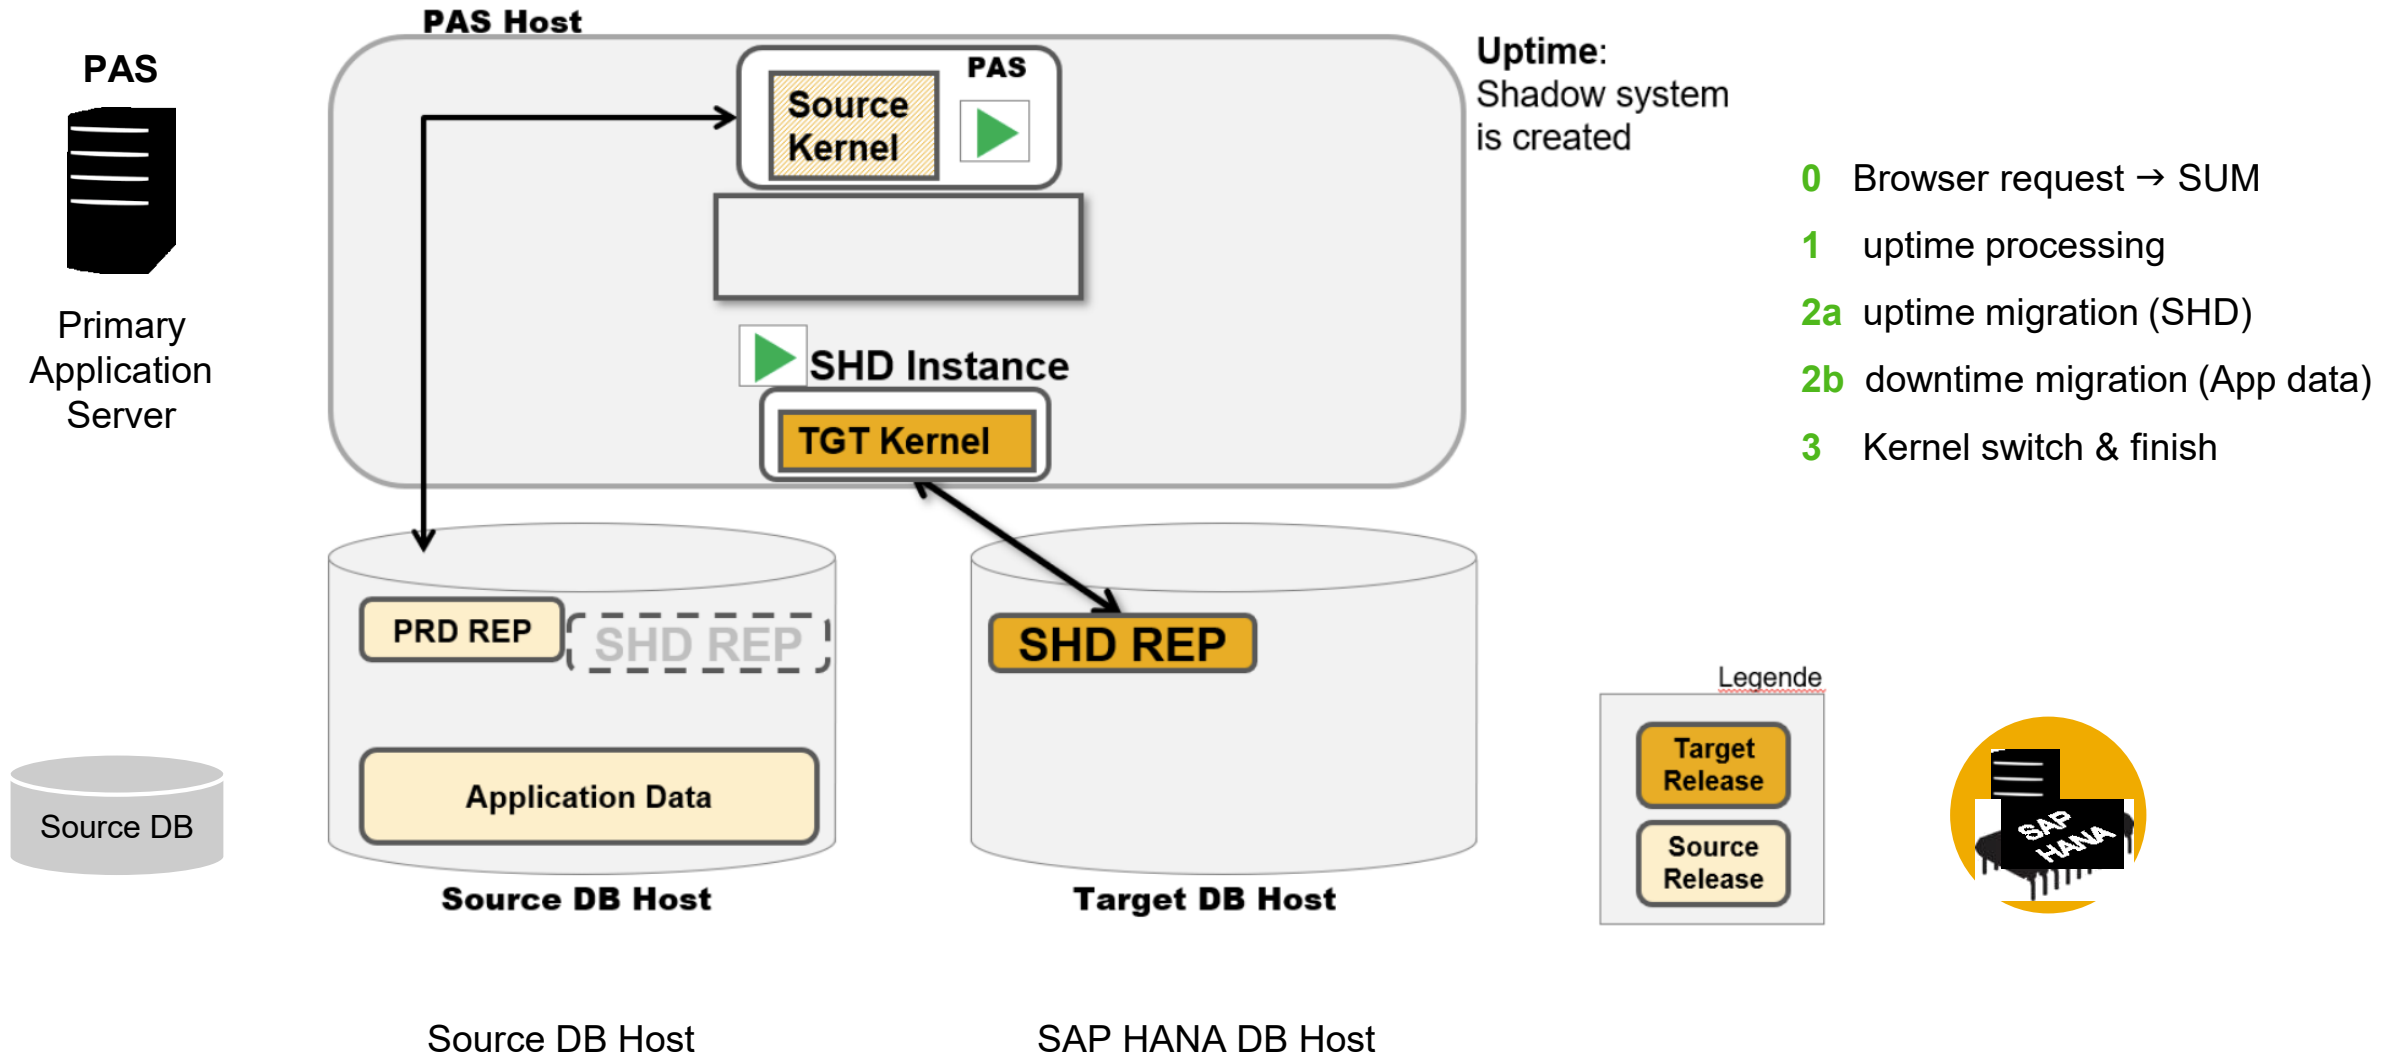 PAS Host
PAS
Primary
Application
Server
Source
Kernel
PAS
SHD Instance
TGT Kernel
Uptime:
Shadow system
is created
0 Browser request → SUM
1 uptime processing
2a uptime migration (SHD)
2b downtime migration (App data)
3 Kernel switch & finish
PRD REP
SHD REP
Application Data
Source DB Host
SHD REP
Target DB Host
Source DB
Legende
Target
Release
Source
Release
SAP
HANA
Source DB Host
SAP HANA DB Host